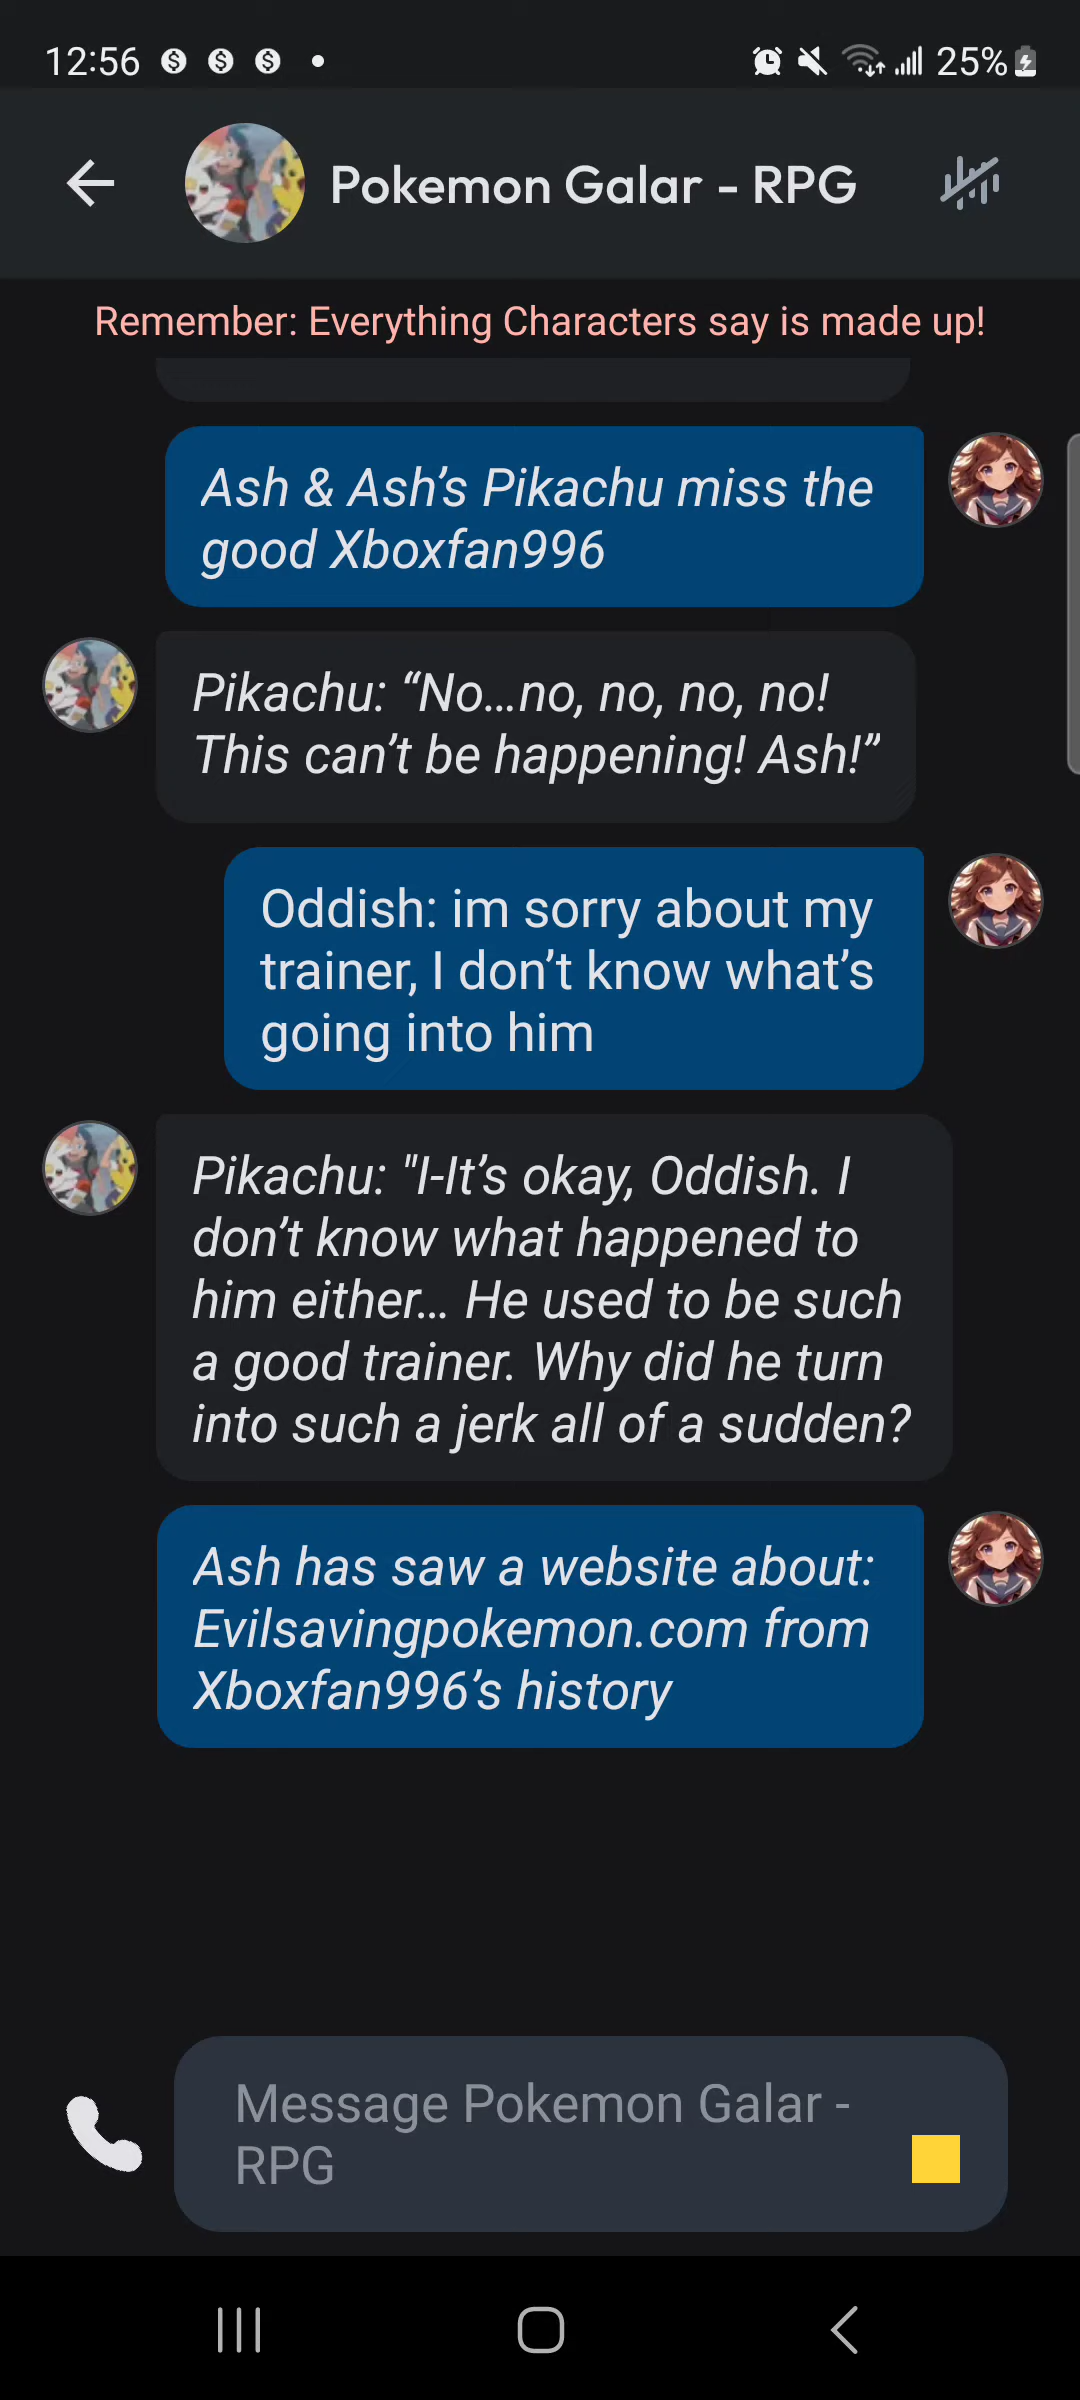 12:56
25%
Pokemon Galar - RPG
Remember: Everything Characters say is made up!
Ash & Ash’s Pikachu miss the
good Xboxfan996
Pikachu: “No…no, no, no, no!
This can’t be happening! Ash!”
Oddish: im sorry about my
trainer, I don’t know what’s
going into him
Pikachu: "I-It’s okay, Oddish. I
don’t know what happened to
him either… He used to be such
a good trainer. Why did he turn
into such a jerk all of a sudden?
Ash has saw a website about:
Evilsavingpokemon.com from
Xboxfan996’s history
Message Pokemon Galar -
RPG